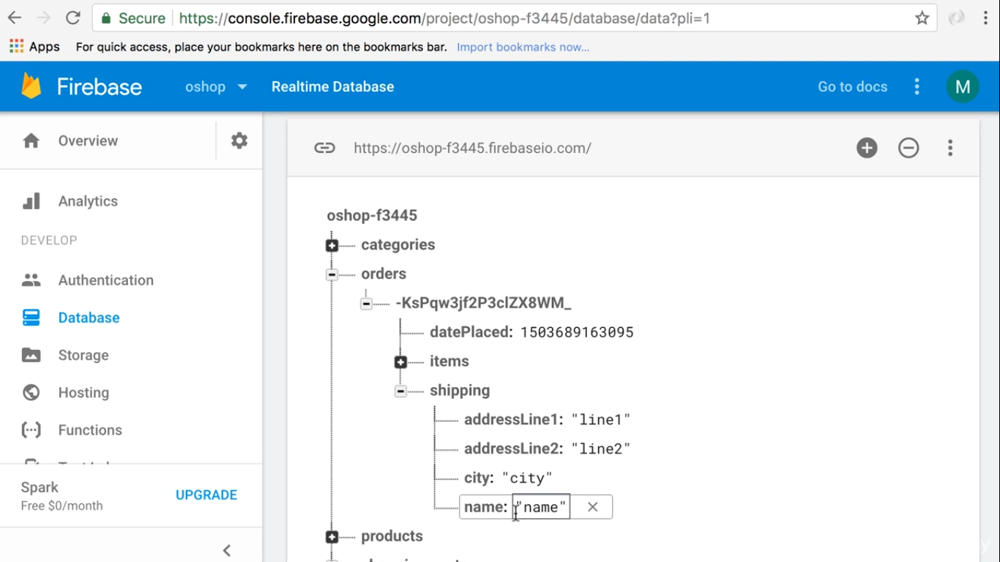 Secure https://console.firebase.google.com/project/oshop-f3445/database/data?pli=1
Apps For quick access, place your bookmarks here on the bookmarks bar. Import bookmarks now...
Firebase oshop Realtime Database Go to docs M
Overview
https://oshop-f3445.firebaseio.com/
Analytics
DEVELOP
Authentication
Database
Storage
Hosting
Functions
Spark
Free $0/month
UPGRADE
oshop-f3445
categories
orders
-KsPqw3jf2P3clZX8WM_
datePlaced: 1503689163095
items
shipping
addressLine1: "line1"
addressLine2: "line2"
city: "city"
name: "name"
products